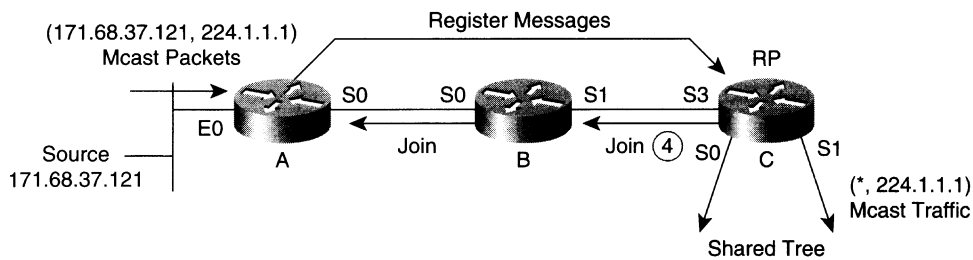 Register Messages
(171.68.37.121, 224.1.1.1)
Mcast Packets
RP
S0
S0
S1
S3
E0
A
Join
B
Join ④
S0
C
S1
Source
171.68.37.121
(*, 224.1.1.1)
Mcast Traffic
Shared Tree